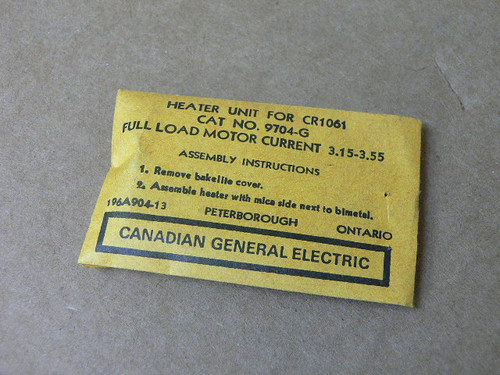 HEATER UNIT FOR CR1061
CAT NO. 9704-G
FULL LOAD MOTOR CURRENT 3.15-3.55
ASSEMBLY INSTRUCTIONS
1. Remove bakelite cover.
2. Assemble heater with mica side next to bimetal.
196A904-13 PETERBOROUGH ONTARIO
CANADIAN GENERAL ELECTRIC